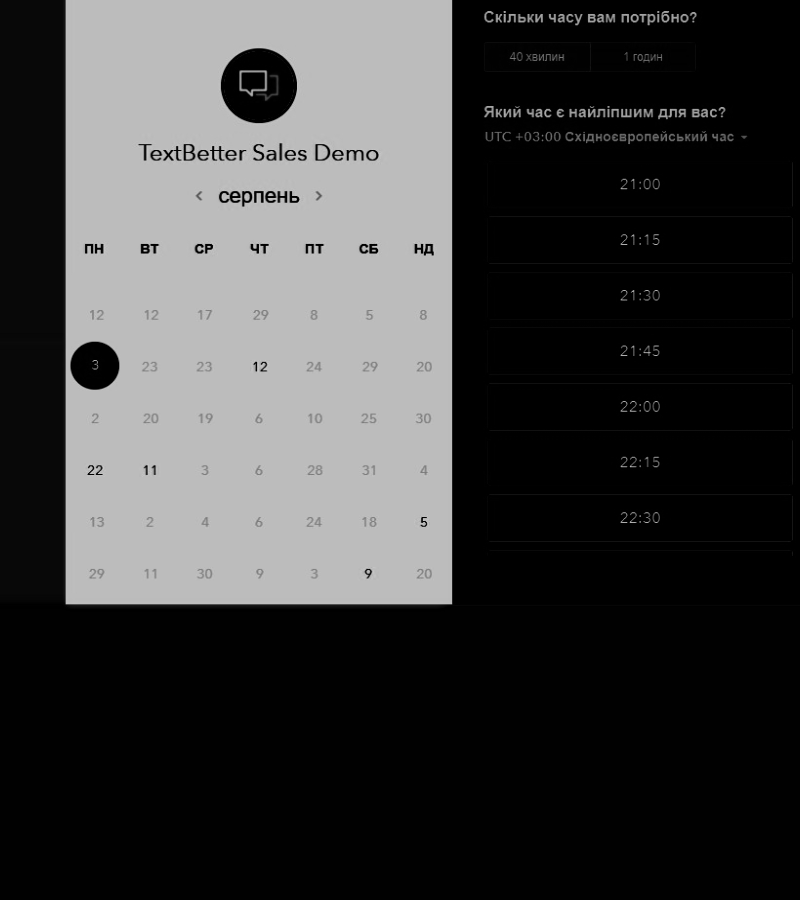 TextBetter Sales Demo
серпень
ПН ВТ СР ЧТ ПТ СБ НД
12 12 17 29 8 5 8
3 23 23 12 24 29 20
2 20 19 6 10 25 30
22 11 3 6 28 31 4
13 2 4 6 24 18 5
29 11 30 9 3 9 20
Скільки часу вам потрібно?
40 хвилин 1 годин
Який час є найліпшим для вас?
UTC +03:00 Східноєвропейський час
21:00
21:15
21:30
21:45
22:00
22:15
22:30